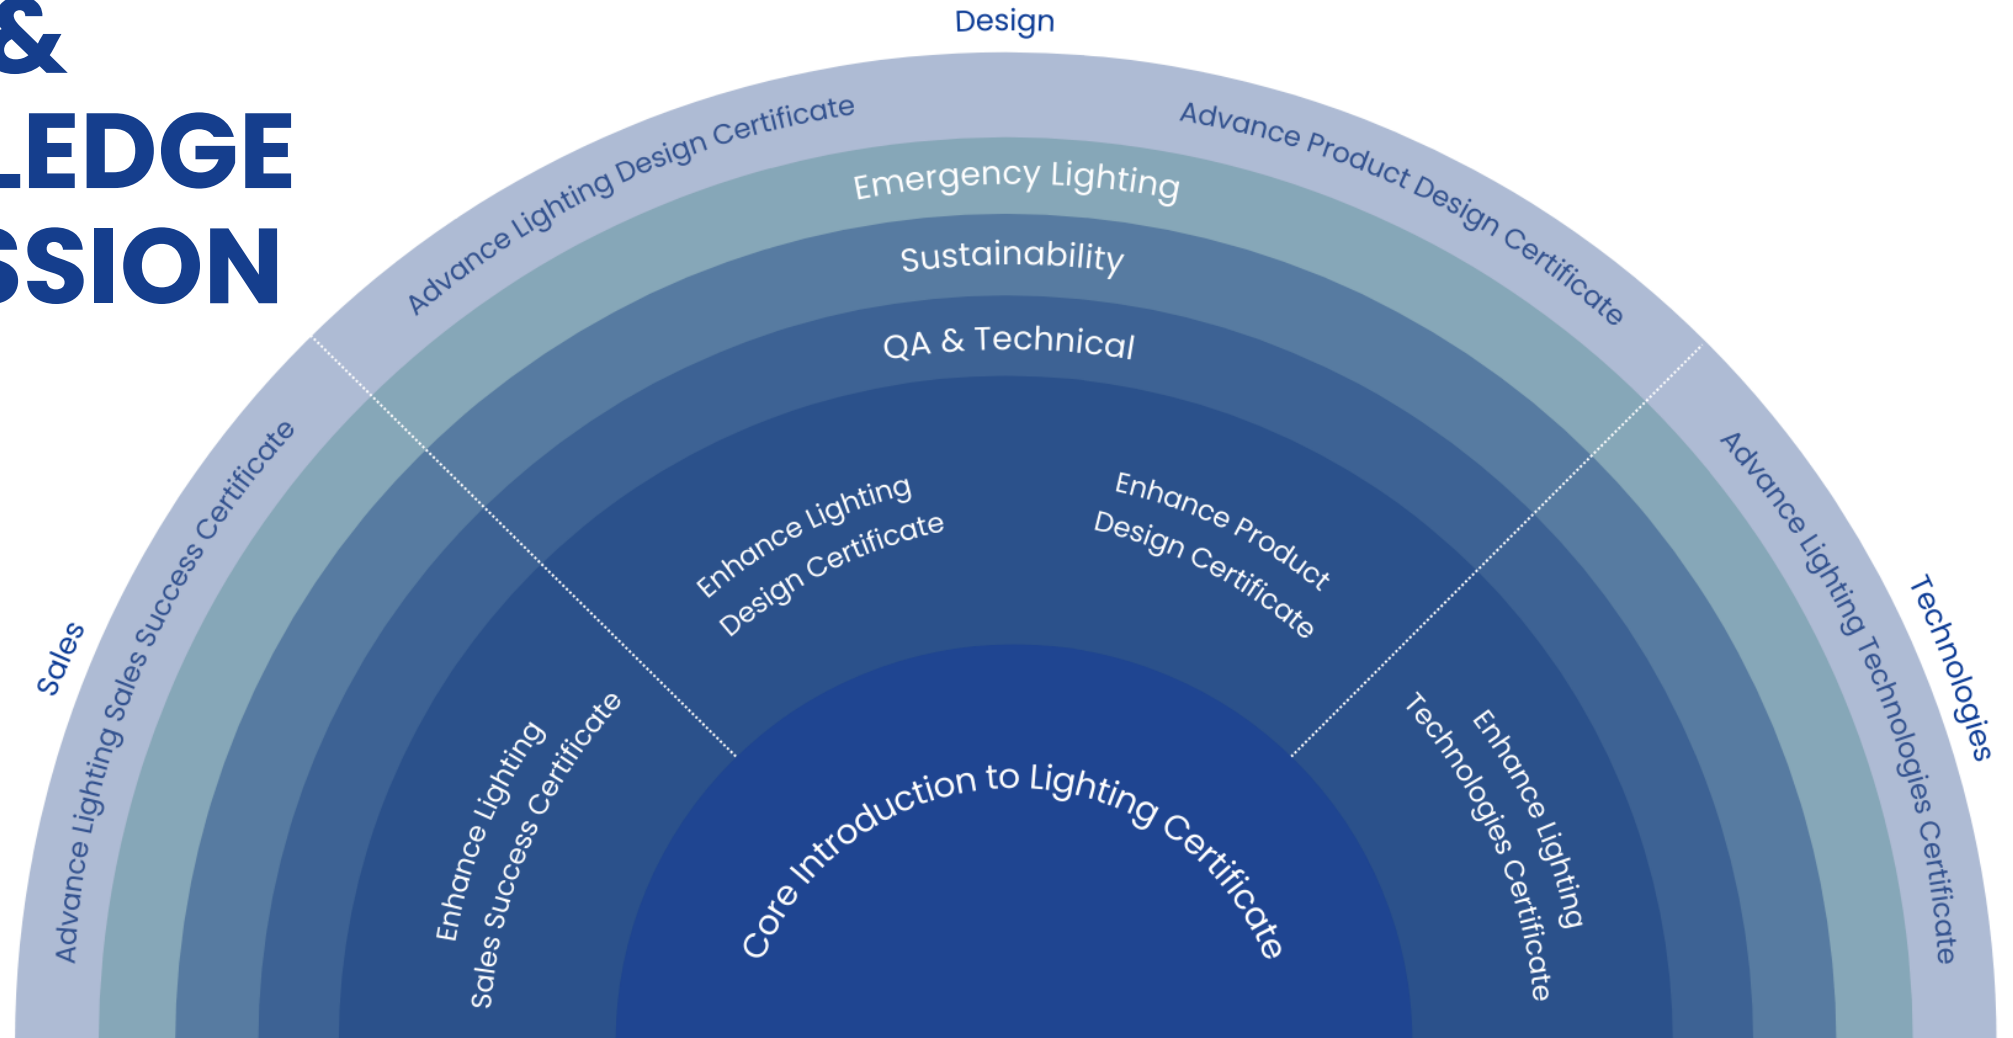 &
LEDGE
SSION
Design
Sales
Technologies
Advance Lighting Sales Success Certificate
Advance Lighting Design Certificate
Advance Product Design Certificate
Advance Lighting Technologies Certificate
Emergency Lighting
Sustainability
QA & Technical
Enhance Lighting
Sales Success Certificate
Enhance Lighting
Design Certificate
Enhance Product
Design Certificate
Enhance Lighting
Technologies Certificate
Core Introduction to Lighting Certificate